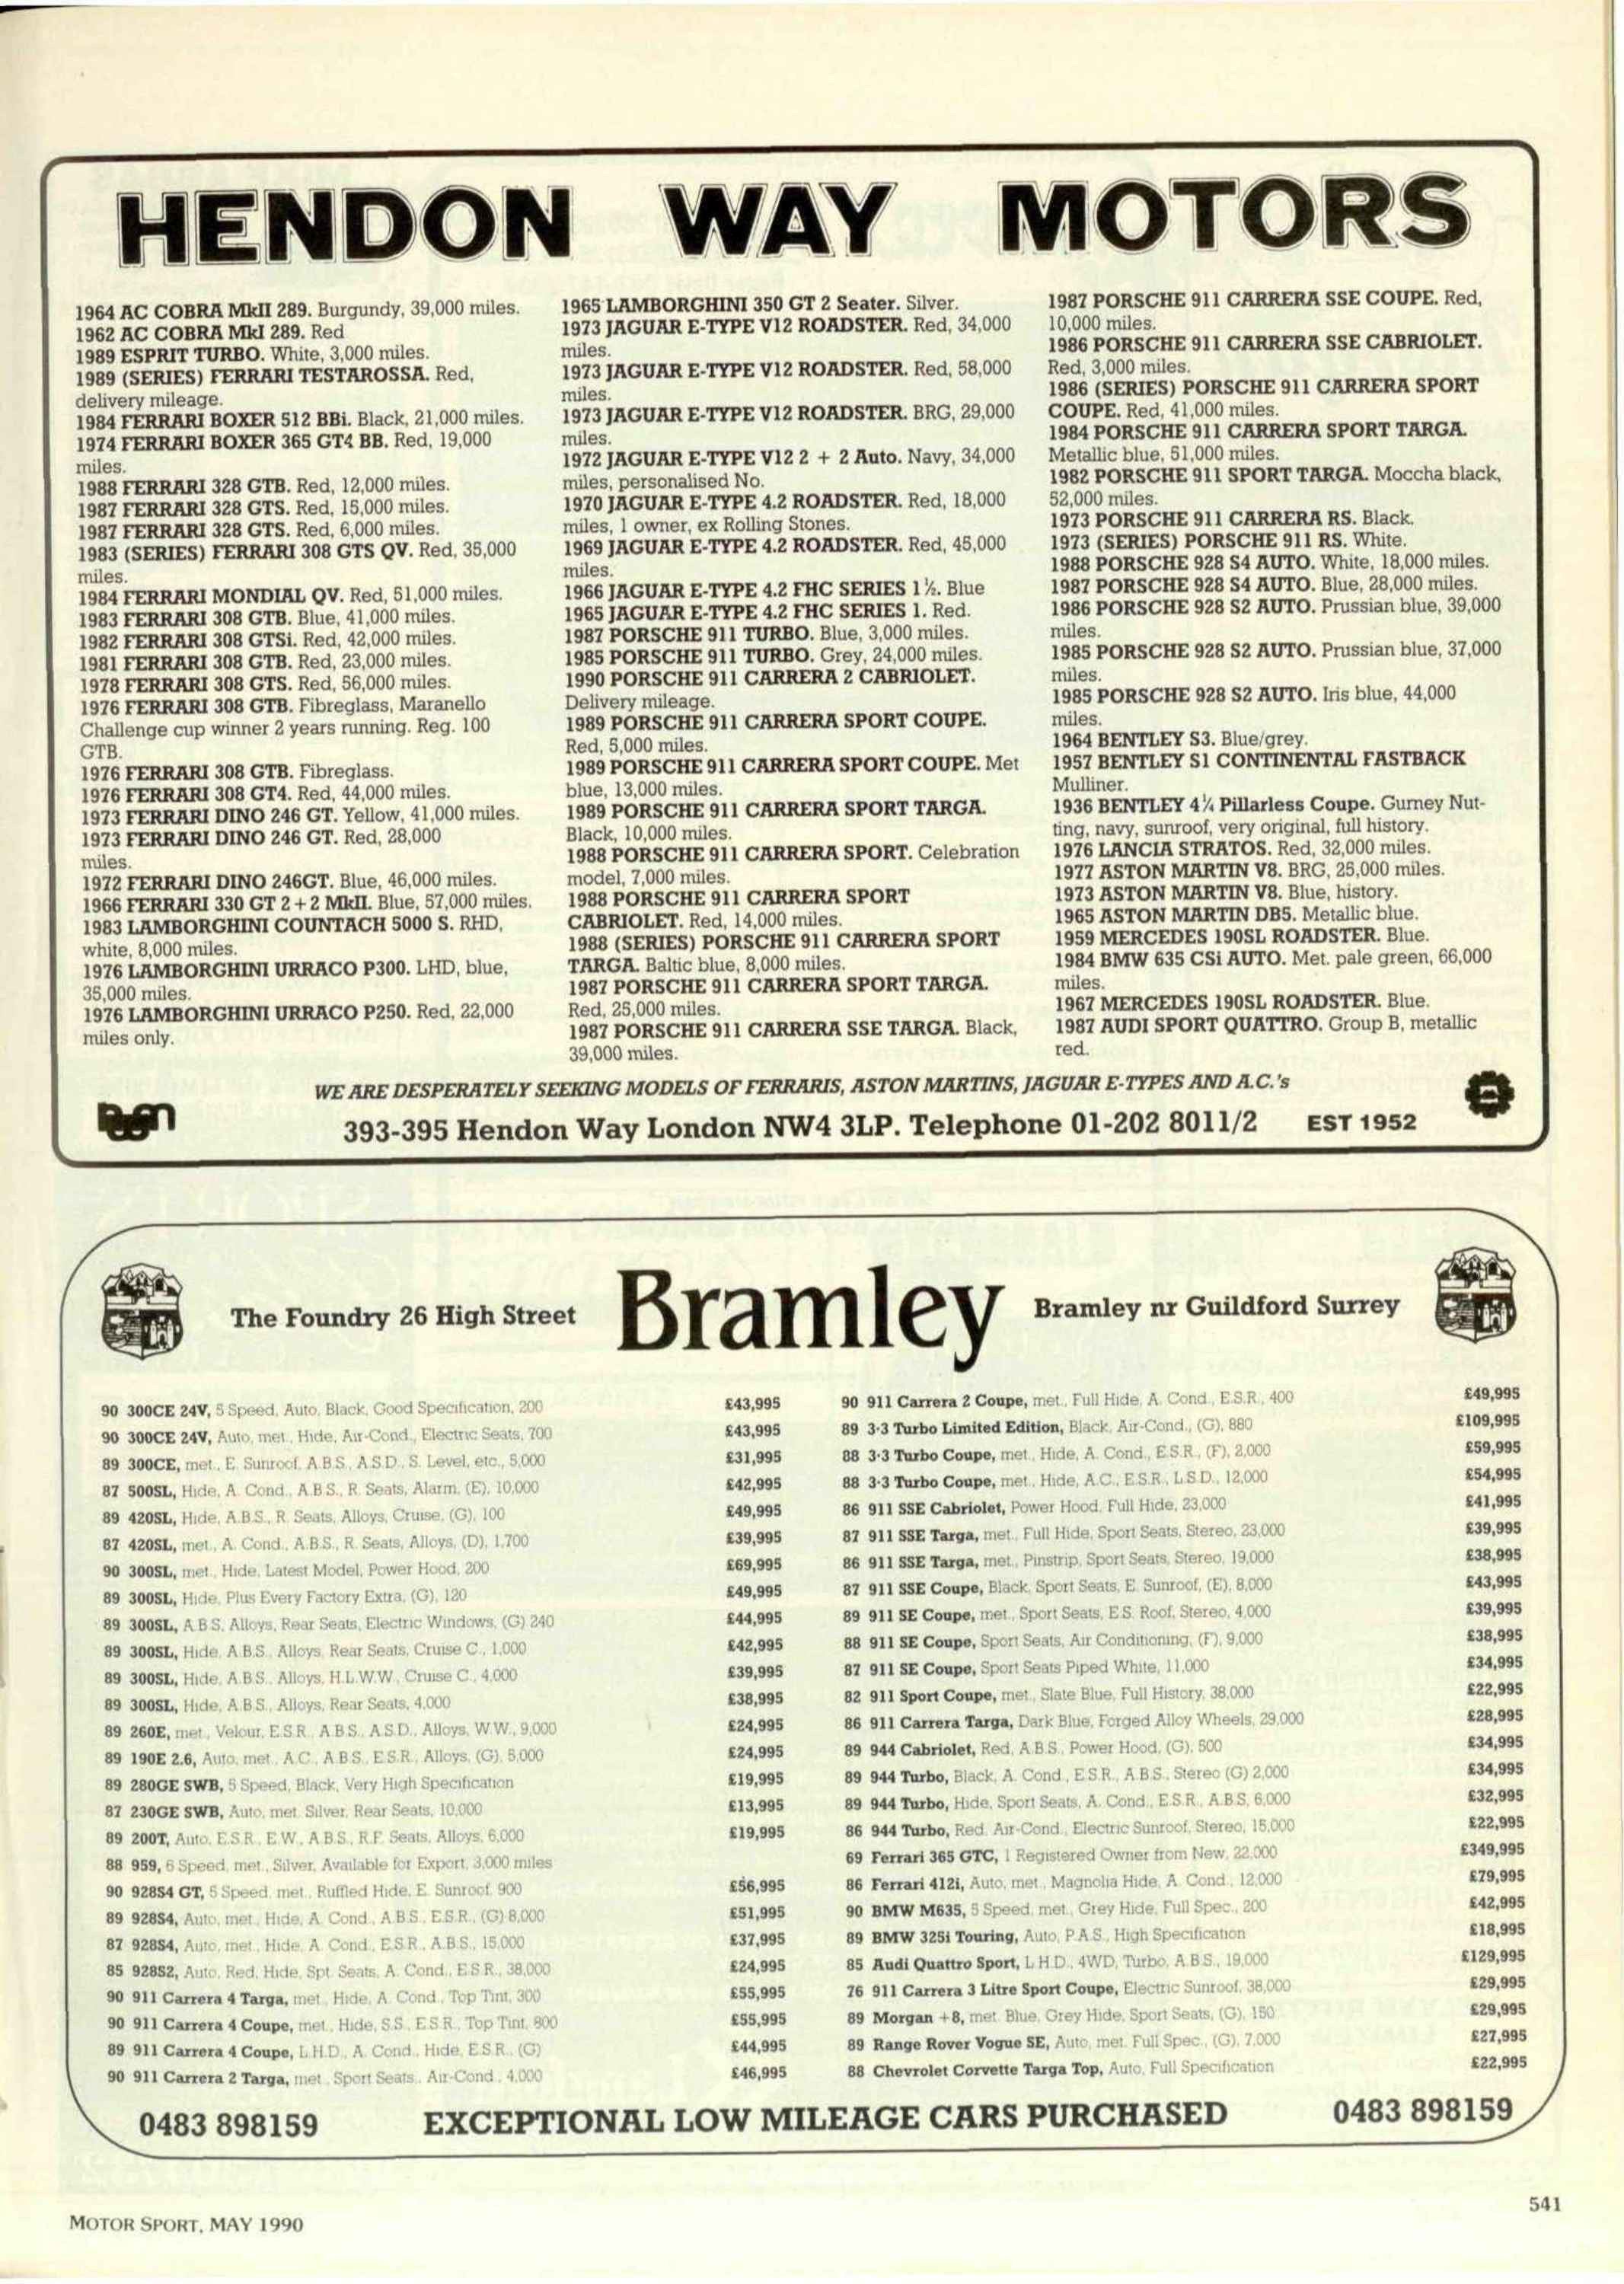 HENDON WAY MOTORS
1964 AC COBRA MkII 289. Burgundy, 39,000 miles.
1962 AC COBRA MkI 289. Red
1989 ESPRIT TURBO. White, 3,000 miles.
1989 (SERIES) FERRARI TESTAROSSA. Red,
delivery mileage.
1984 FERRARI BOXER 512 BBi. Black, 21,000 miles.
1974 FERRARI BOXER 365 GT4 BB. Red, 19,000
miles.
1988 FERRARI 328 GTB. Red, 12,000 miles.
1987 FERRARI 328 GTS. Red, 15,000 miles.
1987 FERRARI 328 GTS. Red, 6,000 miles.
1983 (SERIES) FERRARI 308 GTS QV. Red, 35,000
miles.
1984 FERRARI MONDIAL QV. Red, 51,000 miles.
1983 FERRARI 308 GTB. Blue, 41,000 miles.
1982 FERRARI 308 GTSi. Red, 42,000 miles.
1981 FERRARI 308 GTB. Red, 23,000 miles.
1978 FERRARI 308 GTS. Red, 56,000 miles.
1976 FERRARI 308 GTB. Fibreglass, Maranello
Challenge cup winner 2 years running. Reg. 100
GTB.
1976 FERRARI 308 GTB. Fibreglass.
1976 FERRARI 308 GT4. Red, 44,000 miles.
1973 FERRARI DINO 246 GT. Yellow, 41,000 miles.
1973 FERRARI DINO 246 GT. Red, 28,000
miles.
1972 FERRARI DINO 246GT. Blue, 46,000 miles.
1966 FERRARI 330 GT 2+2 MkII. Blue, 57,000 miles.
1983 LAMBORGHINI COUNTACH 5000 S. RHD,
white, 8,000 miles.
1976 LAMBORGHINI URRACO P300. LHD, blue,
35,000 miles.
1976 LAMBORGHINI URRACO P250. Red, 22,000
miles only.
1965 LAMBORGHINI 350 GT 2 Seater. Silver.
1973 JAGUAR E-TYPE V12 ROADSTER. Red, 34,000
miles.
1973 JAGUAR E-TYPE V12 ROADSTER. Red, 58,000
miles.
1973 JAGUAR E-TYPE V12 ROADSTER. BRG, 29,000
miles.
1972 JAGUAR E-TYPE V12 2 + 2 Auto. Navy, 34,000
miles, personalised No.
1970 JAGUAR E-TYPE 4.2 ROADSTER. Red, 18,000
miles, 1 owner, ex Rolling Stones.
1969 JAGUAR E-TYPE 4.2 ROADSTER. Red, 45,000
miles.
1966 JAGUAR E-TYPE 4.2 FHC SERIES 1½. Blue
1965 JAGUAR E-TYPE 4.2 FHC SERIES 1. Red.
1987 PORSCHE 911 TURBO. Blue, 3,000 miles.
1985 PORSCHE 911 TURBO. Grey, 24,000 miles.
1990 PORSCHE 911 CARRERA 2 CABRIOLET.
Delivery mileage.
1989 PORSCHE 911 CARRERA SPORT COUPE.
Red, 5,000 miles.
1989 PORSCHE 911 CARRERA SPORT COUPE. Met
blue, 13,000 miles.
1989 PORSCHE 911 CARRERA SPORT TARGA.
Black, 10,000 miles.
1988 PORSCHE 911 CARRERA SPORT. Celebration
model, 7,000 miles.
1988 PORSCHE 911 CARRERA SPORT
CABRIOLET. Red, 14,000 miles.
1988 (SERIES) PORSCHE 911 CARRERA SPORT
TARGA. Baltic blue, 8,000 miles.
1987 PORSCHE 911 CARRERA SPORT TARGA.
Red, 25,000 miles.
1987 PORSCHE 911 CARRERA SSE TARGA. Black,
39,000 miles.
1987 PORSCHE 911 CARRERA SSE COUPE. Red,
10,000 miles.
1986 PORSCHE 911 CARRERA SSE CABRIOLET.
Red, 3,000 miles.
1986 (SERIES) PORSCHE 911 CARRERA SPORT
COUPE. Red, 41,000 miles.
1984 PORSCHE 911 CARRERA SPORT TARGA.
Metallic blue, 51,000 miles.
1982 PORSCHE 911 SPORT TARGA. Moccha black,
52,000 miles.
1973 PORSCHE 911 CARRERA RS. Black.
1973 (SERIES) PORSCHE 911 RS. White.
1988 PORSCHE 928 S4 AUTO. White, 18,000 miles.
1987 PORSCHE 928 S4 AUTO. Blue, 28,000 miles.
1986 PORSCHE 928 S2 AUTO. Prussian blue, 39,000
miles.
1985 PORSCHE 928 S2 AUTO. Prussian blue, 37,000
miles.
1985 PORSCHE 928 S2 AUTO. Iris blue, 44,000
miles.
1964 BENTLEY S3. Blue/grey.
1957 BENTLEY S1 CONTINENTAL FASTBACK
Mulliner.
1936 BENTLEY 4¼ Pillarless Coupe. Gurney Nut-
ting, navy, sunroof, very original, full history.
1976 LANCIA STRATOS. Red, 32,000 miles.
1977 ASTON MARTIN V8. BRG, 25,000 miles.
1973 ASTON MARTIN V8. Blue, history.
1965 ASTON MARTIN DB5. Metallic blue.
1959 MERCEDES 190SL ROADSTER. Blue.
1984 BMW 635 CSi AUTO. Met. pale green, 66,000
miles.
1967 MERCEDES 190SL ROADSTER. Blue.
1987 AUDI SPORT QUATTRO. Group B, metallic
red.
WE ARE DESPERATELY SEEKING MODELS OF FERRARIS, ASTON MARTINS, JAGUAR E-TYPES AND A.C.'s
393-395 Hendon Way London NW4 3LP. Telephone 01-202 8011/2 EST 1952
The Foundry 26 High Street Bramley Bramley nr Guildford Surrey
90 300CE 24V, 5 Speed, Auto, Black, Good Specification, 200 £43,995
90 300CE 24V, Auto, met., Hide, Air-Cond., Electric Seats, 700 £43,995
89 300CE, met., E. Sunroof, A.B.S., A.S.D., S. Level, etc., 5,000 £31,995
87 500SL, Hide, A. Cond., A.B.S., R. Seats, Alarm, (E), 10,000 £42,995
89 420SL, Hide, A.B.S., R. Seats, Alloys, Cruise, (G), 100 £49,995
87 420SL, met., A. Cond., A.B.S., R. Seats, Alloys, (D), 1,700 £39,995
90 300SL, met., Hide, Latest Model, Power Hood, 200 £69,995
89 300SL, Hide, Plus Every Factory Extra, (G), 120 £49,995
89 300SL, A.B.S, Alloys, Rear Seats, Electric Windows, (G) 240 £44,995
89 300SL, Hide, A.B.S., Alloys, Rear Seats, Cruise C., 1,000 £42,995
89 300SL, Hide, A.B.S., Alloys, H.L.W.W., Cruise C., 4,000 £39,995
89 300SL, Hide, A.B.S., Alloys, Rear Seats, 4,000 £38,995
89 260E, met., Velour, E.S.R., A.B.S., A.S.D., Alloys, W.W., 9,000 £24,995
89 190E 2.6, Auto, met., A.C., A.B.S., E.S.R., Alloys, (G), 5,000 £24,995
89 280GE SWB, 5 Speed, Black, Very High Specification £19,995
87 230GE SWB, Auto, met. Silver, Rear Seats, 10,000 £13,995
89 200T, Auto, E.S.R., E.W., A.B.S., R.F. Seats, Alloys, 6,000 £19,995
88 959, 6 Speed, met., Silver, Available for Export, 3,000 miles
90 928S4 GT, 5 Speed, met., Ruffled Hide, E. Sunroof, 900 £56,995
89 928S4, Auto, met., Hide, A. Cond., A.B.S., E.S.R., (G) 8,000 £51,995
87 928S4, Auto, met., Hide, A. Cond., E.S.R., A.B.S., 15,000 £37,995
85 928S2, Auto, Red, Hide, Spt. Seats, A. Cond., E.S.R., 38,000 £24,995
90 911 Carrera 4 Targa, met., Hide, A. Cond., Top Tint, 300 £55,995
90 911 Carrera 4 Coupe, met., Hide, S.S., E.S.R., Top Tint, 800 £55,995
89 911 Carrera 4 Coupe, L.H.D., A. Cond., Hide, E.S.R., (G) £44,995
90 911 Carrera 2 Targa, met., Sport Seats., Air-Cond., 4,000 £46,995
90 911 Carrera 2 Coupe, met., Full Hide, A. Cond., E.S.R., 400 £49,995
89 3·3 Turbo Limited Edition, Black, Air-Cond., (G), 880 £109,995
88 3·3 Turbo Coupe, met., Hide, A. Cond., E.S.R., (F), 2,000 £59,995
88 3·3 Turbo Coupe, met., Hide, A.C., E.S.R., L.S.D., 12,000 £54,995
86 911 SSE Cabriolet, Power Hood, Full Hide, 23,000 £41,995
87 911 SSE Targa, met., Full Hide, Sport Seats, Stereo, 23,000 £39,995
86 911 SSE Targa, met., Pinstrip, Sport Seats, Stereo, 19,000 £38,995
87 911 SSE Coupe, Black, Sport Seats, E. Sunroof, (E), 8,000 £43,995
89 911 SE Coupe, met., Sport Seats, E.S. Roof, Stereo, 4,000 £39,995
88 911 SE Coupe, Sport Seats, Air Conditioning, (F), 9,000 £38,995
87 911 SE Coupe, Sport Seats Piped White, 11,000 £34,995
82 911 Sport Coupe, met., Slate Blue, Full History, 38,000 £22,995
86 911 Carrera Targa, Dark Blue, Forged Alloy Wheels, 29,000 £28,995
89 944 Cabriolet, Red, A.B.S., Power Hood, (G), 500 £34,995
89 944 Turbo, Black, A. Cond., E.S.R., A.B.S., Stereo (G) 2,000 £34,995
89 944 Turbo, Hide, Sport Seats, A. Cond., E.S.R., A.B.S, 6,000 £32,995
86 944 Turbo, Red, Air-Cond., Electric Sunroof, Stereo, 15,000 £22,995
69 Ferrari 365 GTC, 1 Registered Owner from New, 22,000 £349,995
86 Ferrari 412i, Auto, met., Magnolia Hide, A. Cond., 12,000 £79,995
90 BMW M635, 5 Speed, met., Grey Hide, Full Spec., 200 £42,995
89 BMW 325i Touring, Auto, P.A.S., High Specification £18,995
85 Audi Quattro Sport, L.H.D., 4WD, Turbo, A.B.S., 19,000 £129,995
76 911 Carrera 3 Litre Sport Coupe, Electric Sunroof, 38,000 £29,995
89 Morgan +8, met. Blue, Grey Hide, Sport Seats, (G), 150 £29,995
89 Range Rover Vogue SE, Auto, met. Full Spec., (G), 7,000 £27,995
88 Chevrolet Corvette Targa Top, Auto, Full Specification £22,995
0483 898159 EXCEPTIONAL LOW MILEAGE CARS PURCHASED 0483 898159
MOTOR SPORT, MAY 1990
541